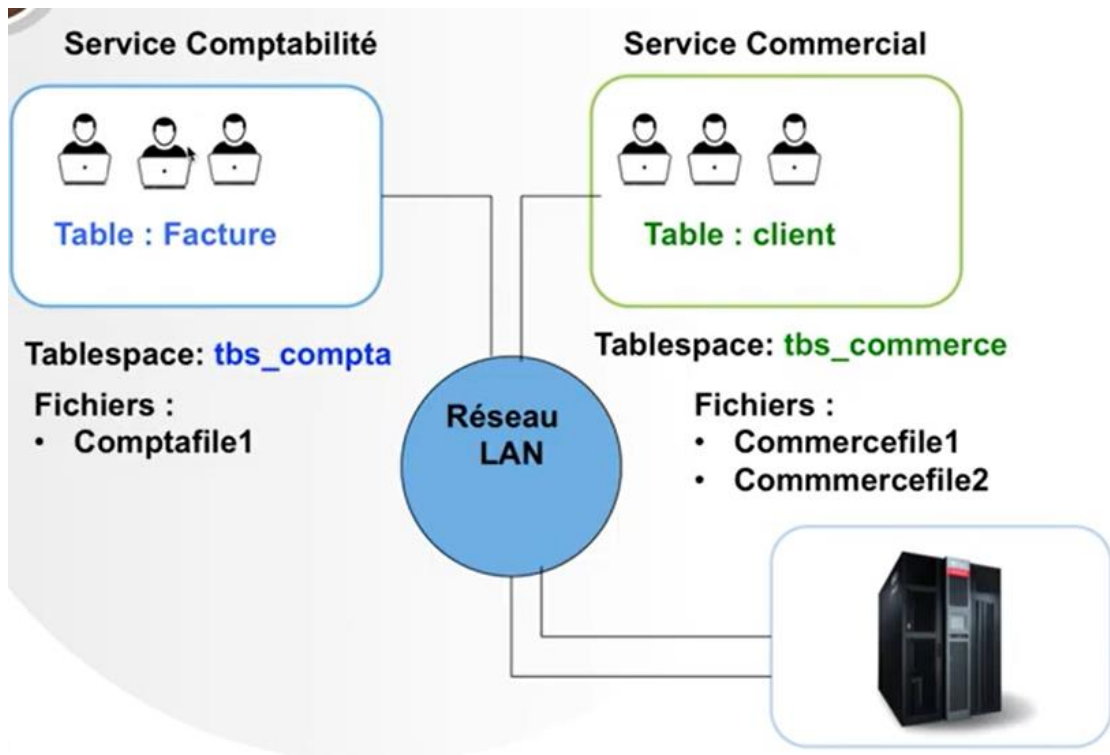 Service Comptabilité
Table : Facture
Tablespace: tbs_compta
Fichiers :
• Comptafile1
Service Commercial
Table : client
Tablespace: tbs_commerce
Fichiers :
• Commercefile1
• Commmercefile2
Réseau
LAN